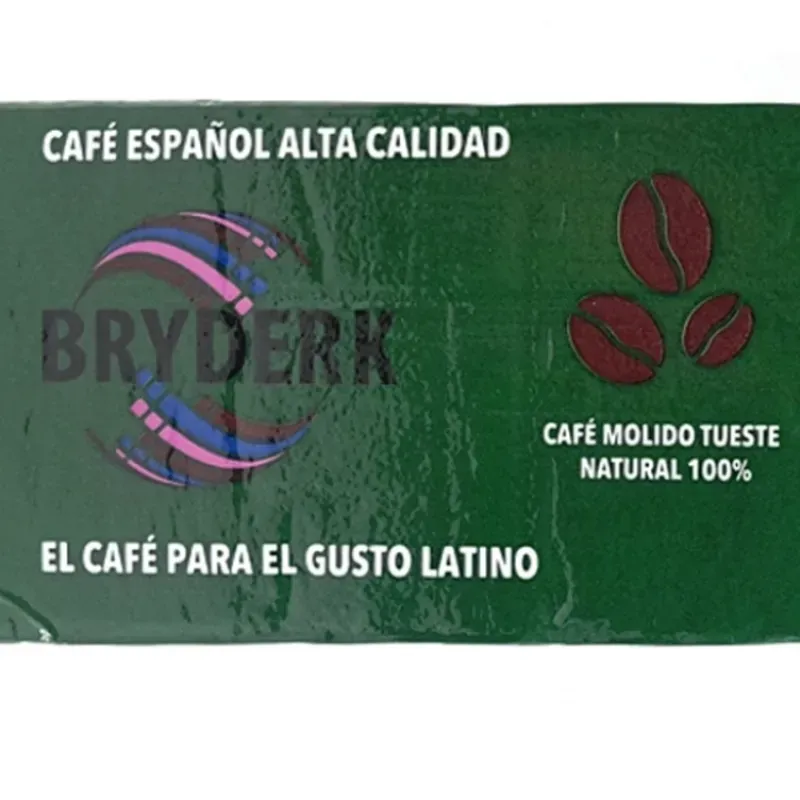 CAFÉ ESPAÑOL ALTA CALIDAD
BRYDERK
CAFÉ MOLIDO TUESTE
NATURAL 100%
EL CAFÉ PARA EL GUSTO LATINO